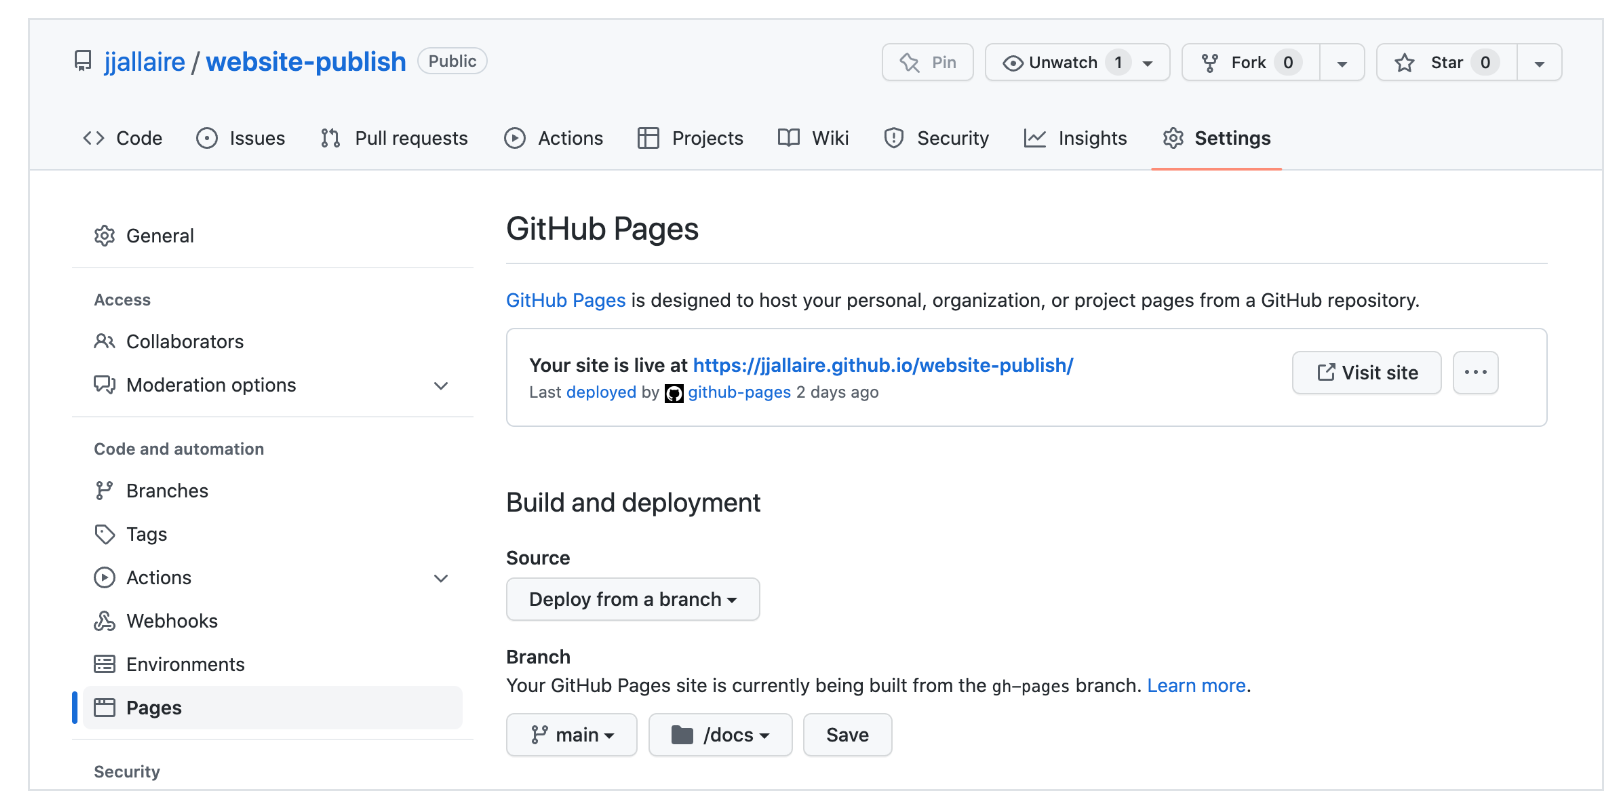 jjallaire / website-publish Public
Pin
Unwatch 1
Fork 0
Star 0
Code
Issues
Pull requests
Actions
Projects
Wiki
Security
Insights
Settings
General
Access
Collaborators
Moderation options
Code and automation
Branches
Tags
Actions
Webhooks
Environments
Pages
Security
GitHub Pages
GitHub Pages is designed to host your personal, organization, or project pages from a GitHub repository.
Your site is live at https://jjallaire.github.io/website-publish/
Last deployed by github-pages 2 days ago
Visit site
Build and deployment
Source
Deploy from a branch
Branch
Your GitHub Pages site is currently being built from the gh-pages branch. Learn more.
main
/docs
Save